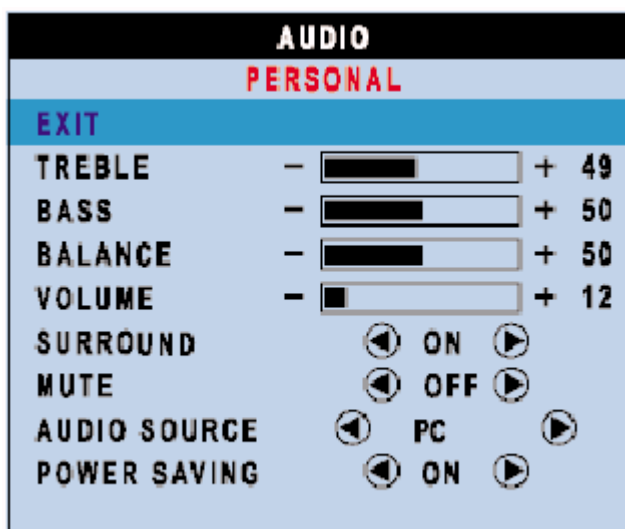 AUDIO
PERSONAL
EXIT
TREBLE - + 49
BASS - + 50
BALANCE - + 50
VOLUME - + 12
SURROUND ON
MUTE OFF
AUDIO SOURCE PC
POWER SAVING ON